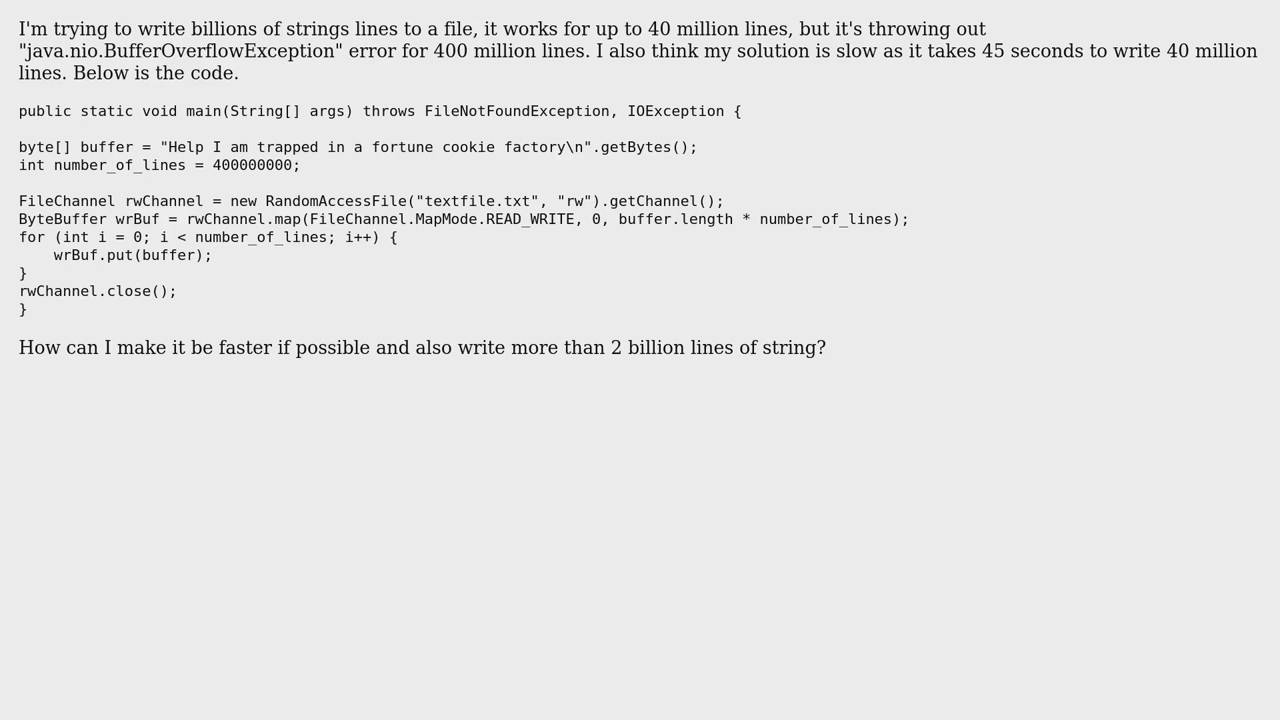 I'm trying to write billions of strings lines to a file, it works for up to 40 million lines, but it's throwing out
"java.nio.BufferOverflowException" error for 400 million lines. I also think my solution is slow as it takes 45 seconds to write 40 million
lines. Below is the code.
public static void main(String[] args) throws FileNotFoundException, IOException {
byte[] buffer = "Help I am trapped in a fortune cookie factory\n".getBytes();
int number_of_lines = 400000000;
FileChannel rwChannel = new RandomAccessFile("textfile.txt", "rw").getChannel();
ByteBuffer wrBuf = rwChannel.map(FileChannel.MapMode.READ_WRITE, 0, buffer.length * number_of_lines);
for (int i = 0; i < number_of_lines; i++) {
    wrBuf.put(buffer);
}
rwChannel.close();
}
How can I make it be faster if possible and also write more than 2 billion lines of string?